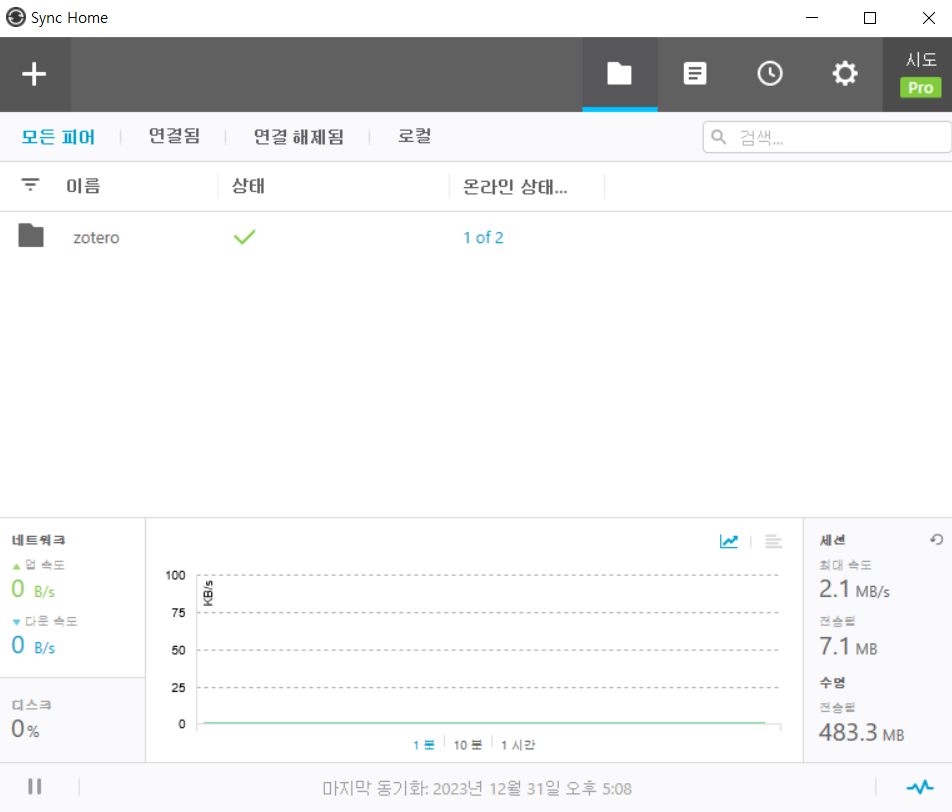 Sync Home
시도
Pro
모든 피어 연결됨 연결 해제됨 로컬 검색...
이름 상태 온라인 상태...
zotero 1 of 2
네트워크
업 속도
0 B/s
다운 속도
0 B/s
디스크
0%
KB/s
100
75
50
25
0
1 분 10 분 1 시간
세션
최대 속도
2.1 MB/s
전송됨
7.1 MB
수명
전송됨
483.3 MB
마지막 동기화: 2023년 12월 31일 오후 5:08